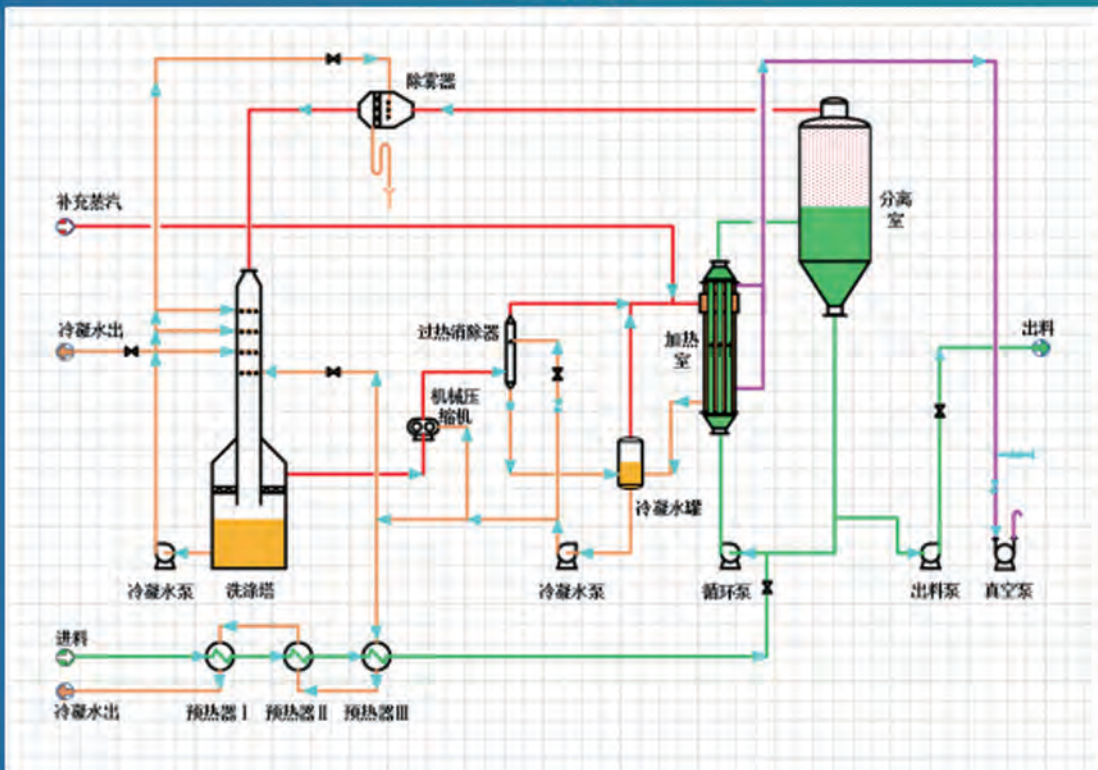 除雾器
补充蒸汽
分离
室
冷凝水出
过热消除器
加热
室
出料
机械压
缩机
冷凝水罐
冷凝水泵
洗涤塔
冷凝水泵
循环泵
出料泵
真空泵
进料
冷凝水出
预热器Ⅰ
预热器Ⅱ
预热器Ⅲ